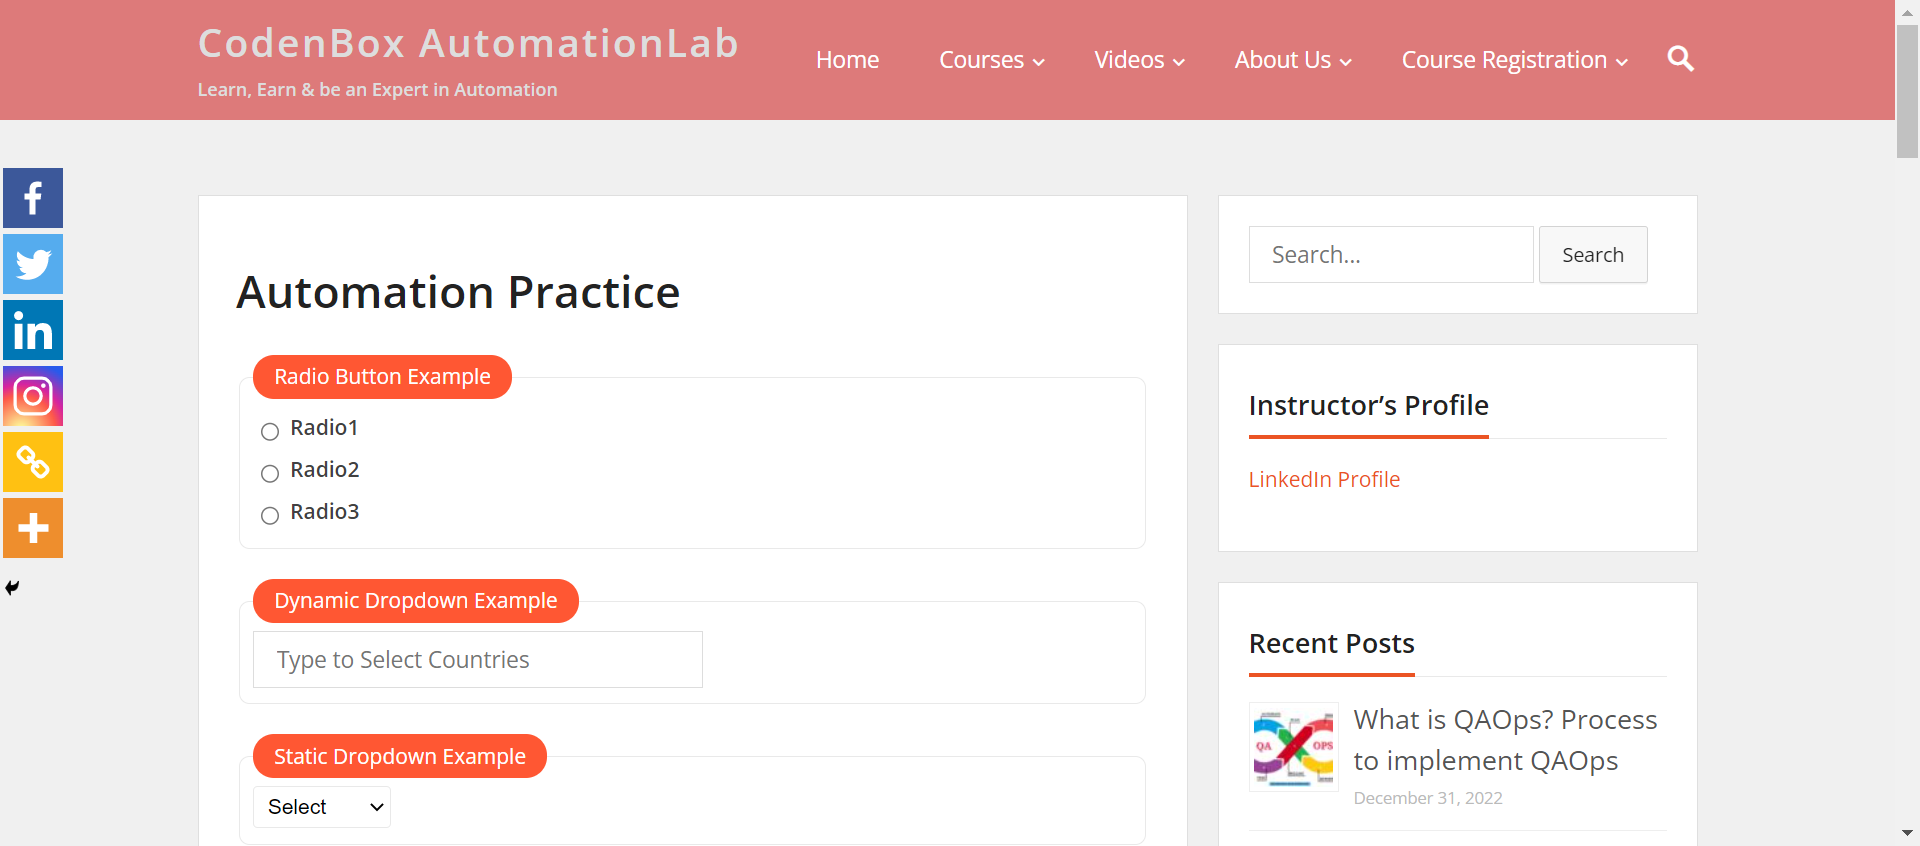 CodenBox AutomationLab
Learn, Earn & be an Expert in Automation
Home
Courses
Videos
About Us
Course Registration
Automation Practice
Radio Button Example
Radio1
Radio2
Radio3
Dynamic Dropdown Example
Type to Select Countries
Static Dropdown Example
Select
Search...
Search
Instructor’s Profile
LinkedIn Profile
Recent Posts
QA OPS
What is QAOps? Process
to implement QAOps
December 31, 2022